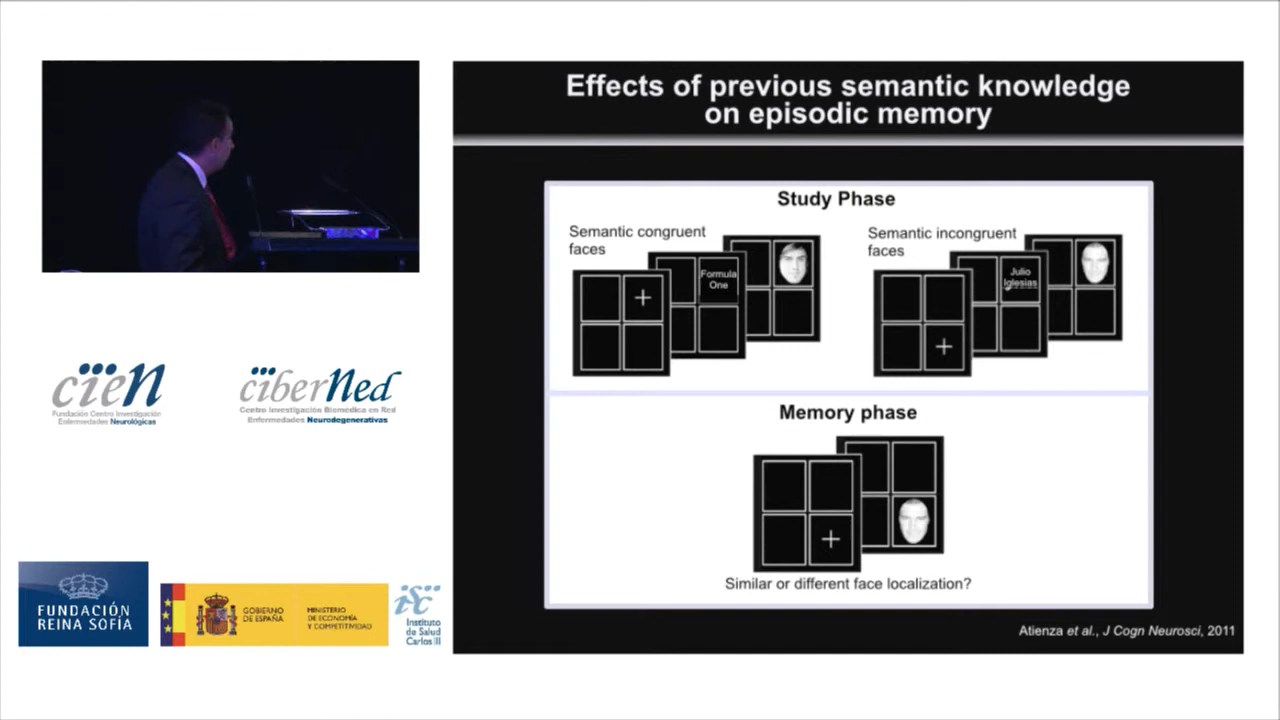 Effects of previous semantic knowledge
on episodic memory
Study Phase
Semantic congruent
faces
Formula
One
Semantic incongruent
faces
Julio
Iglesias
Memory phase
Similar or different face localization?
Atienza et al., J Cogn Neurosci, 2011
cien
Fundación Centro Investigación
Enfermedades Neurológicas
ciberNed
Centro Investigación Biomédica en Red
Enfermedades Neurodegenerativas
FUNDACIÓN
REINA SOFÍA
GOBIERNO
DE ESPAÑA
MINISTERIO
DE ECONOMÍA
Y COMPETITIVIDAD
isc
Instituto
de Salud
Carlos III